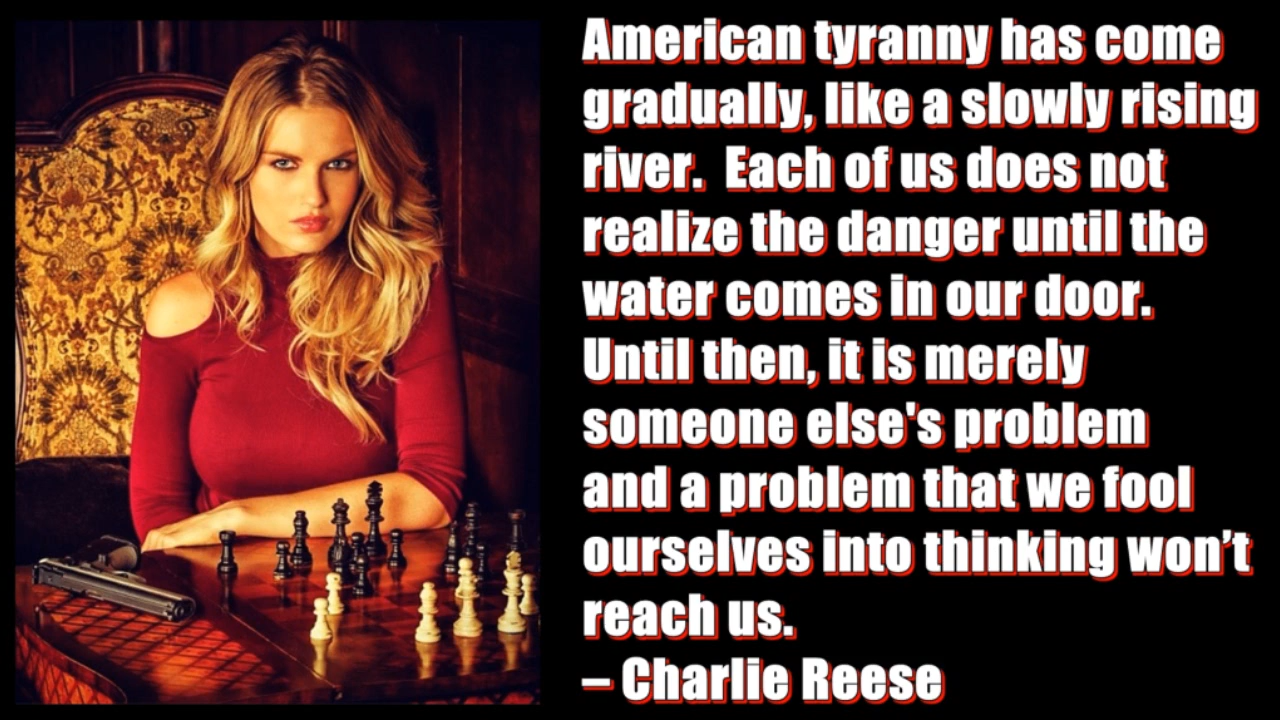 American tyranny has come
gradually, like a slowly rising
river.  Each of us does not
realize the danger until the
water comes in our door.
Until then, it is merely
someone else's problem
and a problem that we fool
ourselves into thinking won’t
reach us.
– Charlie Reese